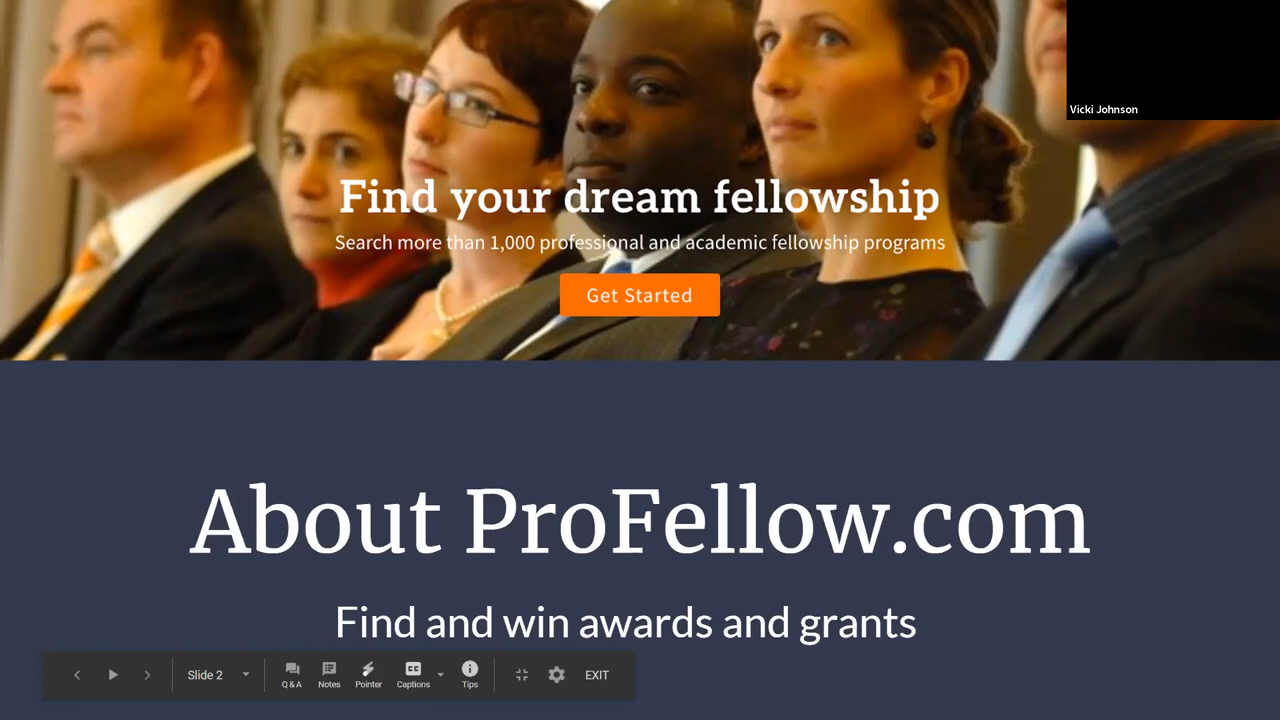 Vicki Johnson
Find your dream fellowship
Search more than 1,000 professional and academic fellowship programs
Get Started
About ProFellow.com
Find and win awards and grants
Slide 2
Q & A
Notes
Pointer
CC
Captions
Tips
EXIT